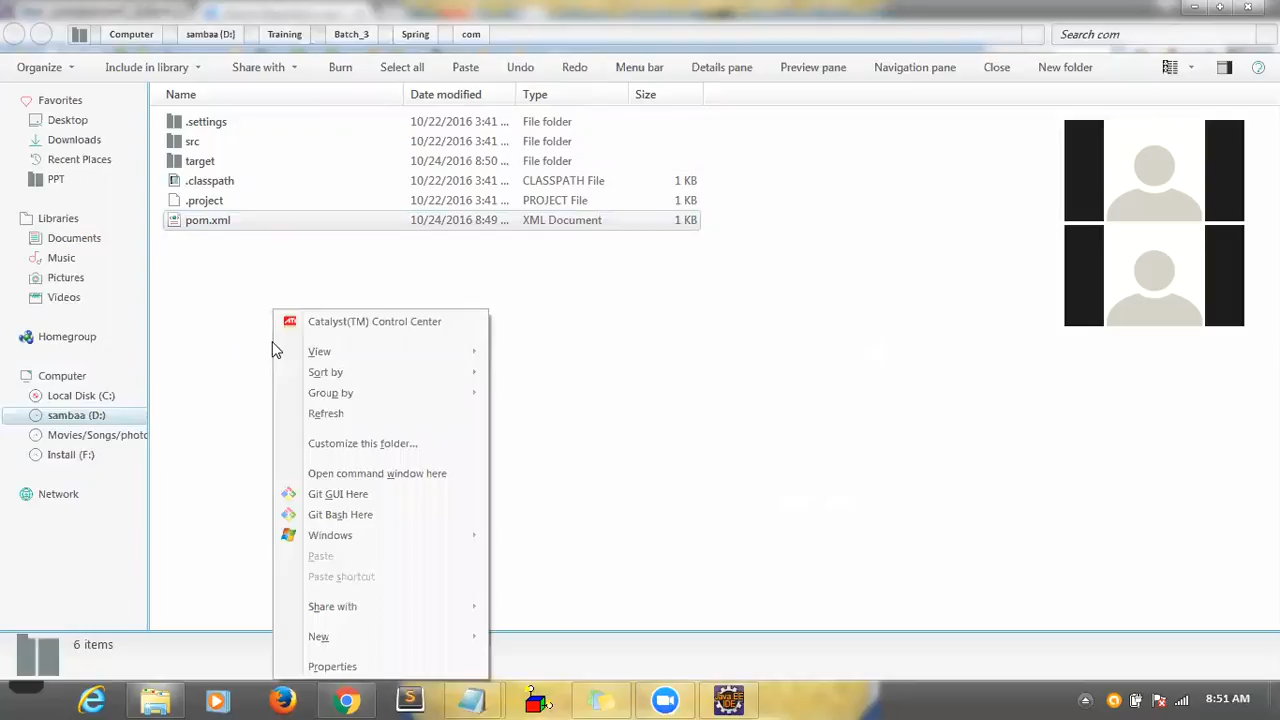 Computer sambaa (D:) Training Batch_3 Spring com Search com
Organize Include in library Share with Burn Select all Paste Undo Redo Menu bar Details pane Preview pane Navigation pane Close New folder
Name Date modified Type Size
.settings 10/22/2016 3:41 ... File folder
src 10/22/2016 3:41 ... File folder
target 10/24/2016 8:50 ... File folder
.classpath 10/22/2016 3:41 ... CLASSPATH File 1 KB
.project 10/22/2016 3:41 ... PROJECT File 1 KB
pom.xml 10/24/2016 8:49 ... XML Document 1 KB
Favorites
Desktop
Downloads
Recent Places
PPT
Libraries
Documents
Music
Pictures
Videos
Homegroup
Computer
Local Disk (C:)
sambaa (D:)
Movies/Songs/photo
Install (F:)
Network
Catalyst(TM) Control Center
View
Sort by
Group by
Refresh
Customize this folder...
Open command window here
Git GUI Here
Git Bash Here
Windows
Paste
Paste shortcut
Share with
New
Properties
6 items
8:51 AM